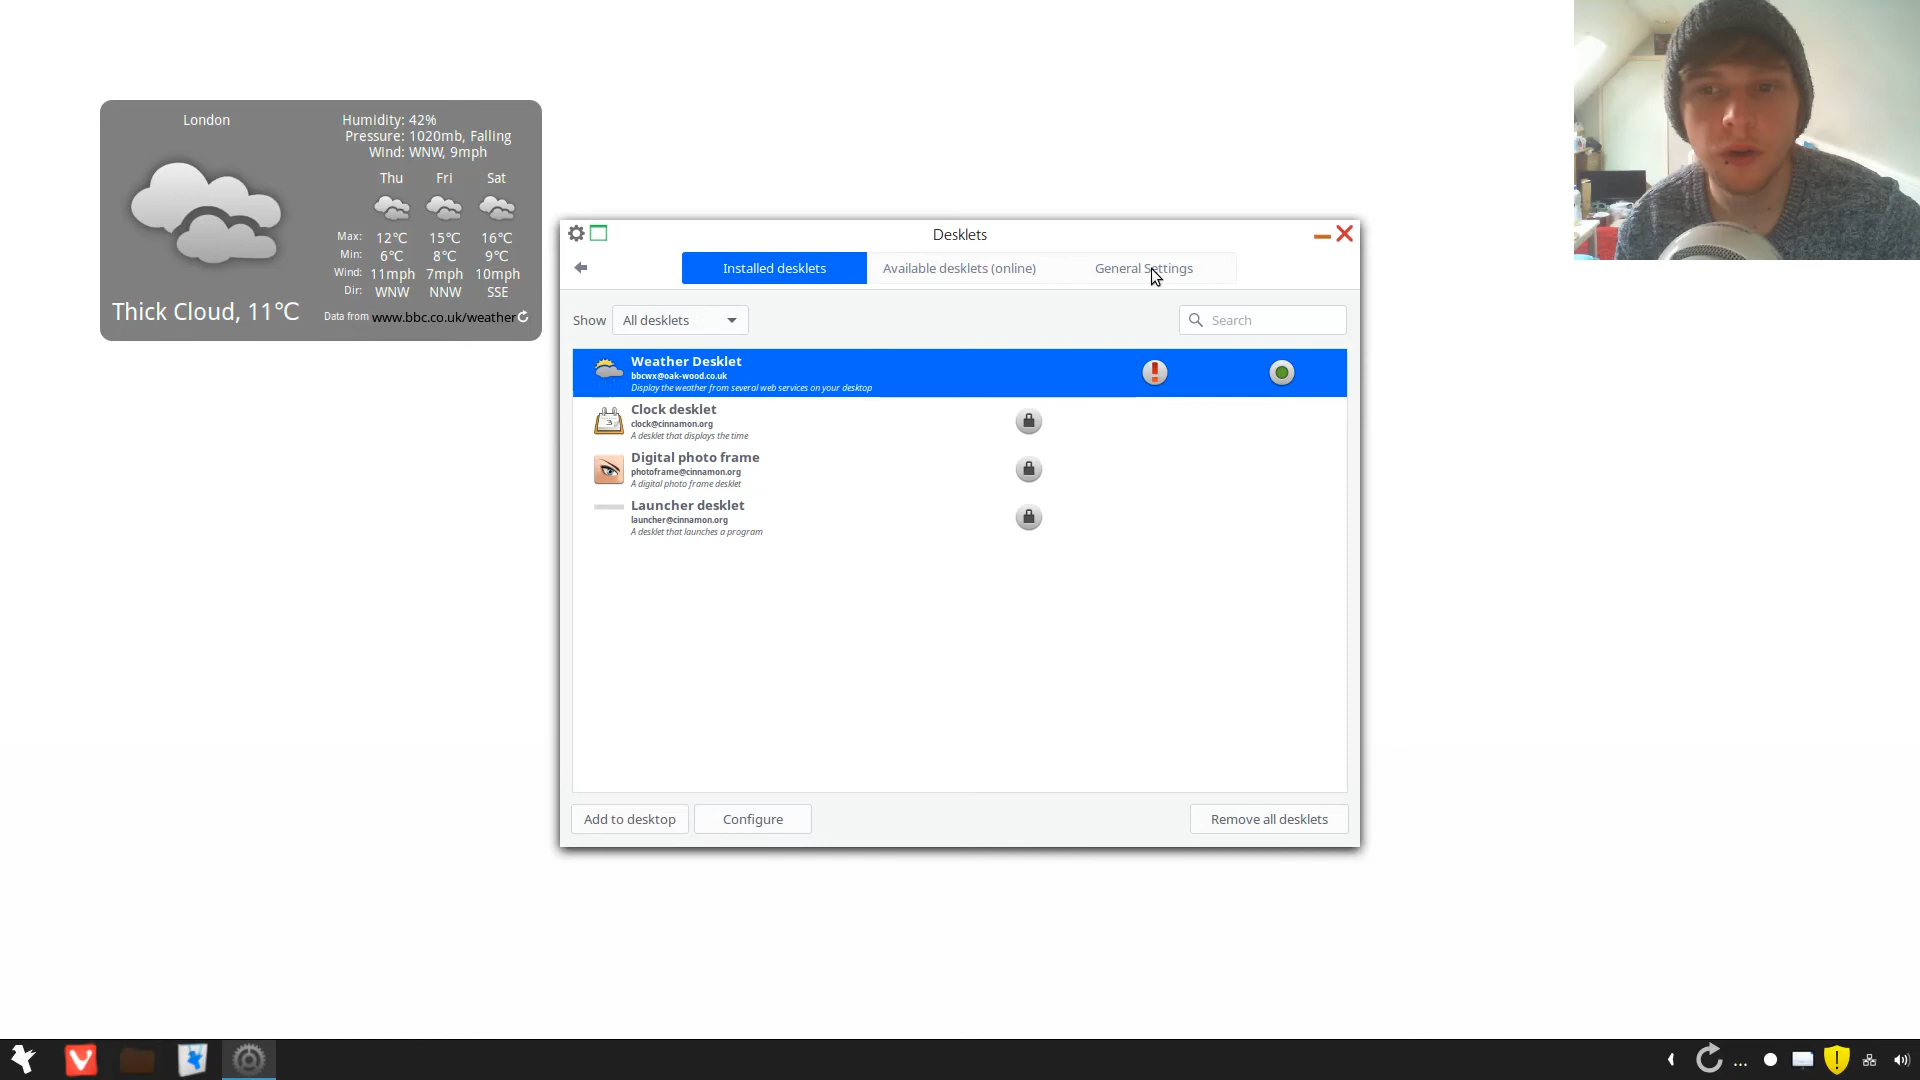 London
Humidity: 42%
Pressure: 1020mb, Falling
Wind: WNW, 9mph
Thu Fri Sat
Max: 12°C 15°C 16°C
Min: 6°C 8°C 9°C
Wind: 11mph 7mph 10mph
Dir: WNW NNW SSE
Thick Cloud, 11°C
Data from www.bbc.co.uk/weather
Desklets
Installed desklets Available desklets (online) General Settings
Show All desklets Search
Weather Desklet
bbcwx@oak-wood.co.uk
Display the weather from several web services on your desktop
Clock desklet
clock@cinnamon.org
A desklet that displays the time
Digital photo frame
photoframe@cinnamon.org
A digital photo frame desklet
Launcher desklet
launcher@cinnamon.org
A desklet that launches a program
Add to desktop Configure Remove all desklets